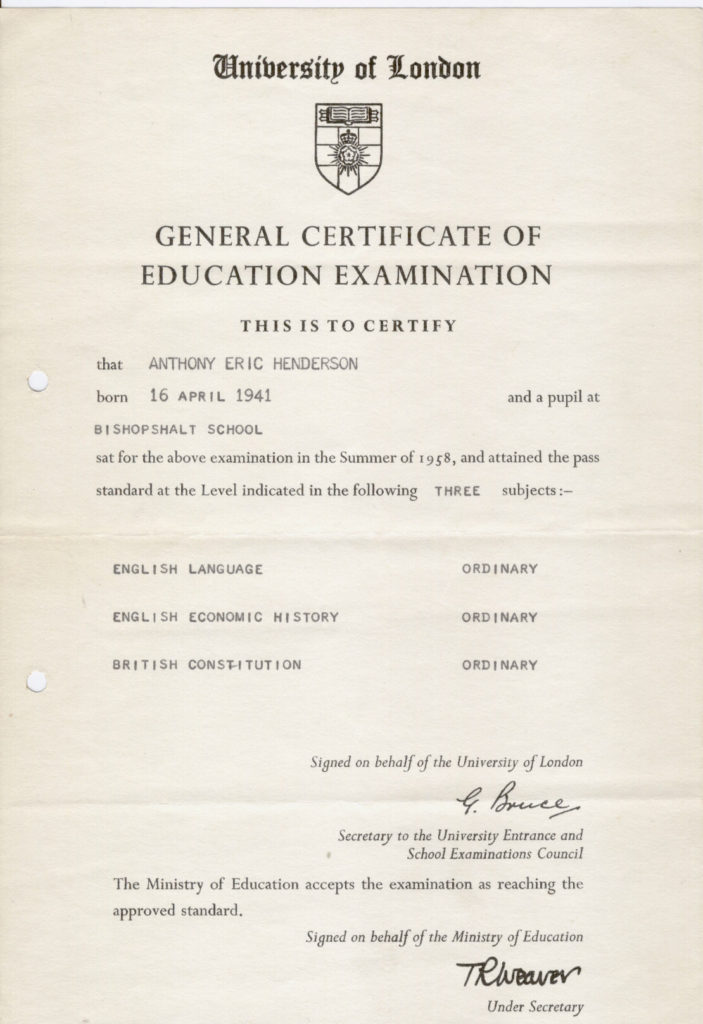 University of London
GENERAL CERTIFICATE OF
EDUCATION EXAMINATION
THIS IS TO CERTIFY
that ANTHONY ERIC HENDERSON
born 16 APRIL 1941 and a pupil at
BISHOPSHALT SCHOOL
sat for the above examination in the Summer of 1958, and attained the pass
standard at the Level indicated in the following THREE subjects:–
ENGLISH LANGUAGE ORDINARY
ENGLISH ECONOMIC HISTORY ORDINARY
BRITISH CONSTITUTION ORDINARY
Signed on behalf of the University of London
G. Bruce
Secretary to the University Entrance and
School Examinations Council
The Ministry of Education accepts the examination as reaching the
approved standard.
Signed on behalf of the Ministry of Education
TRWeaver
Under Secretary